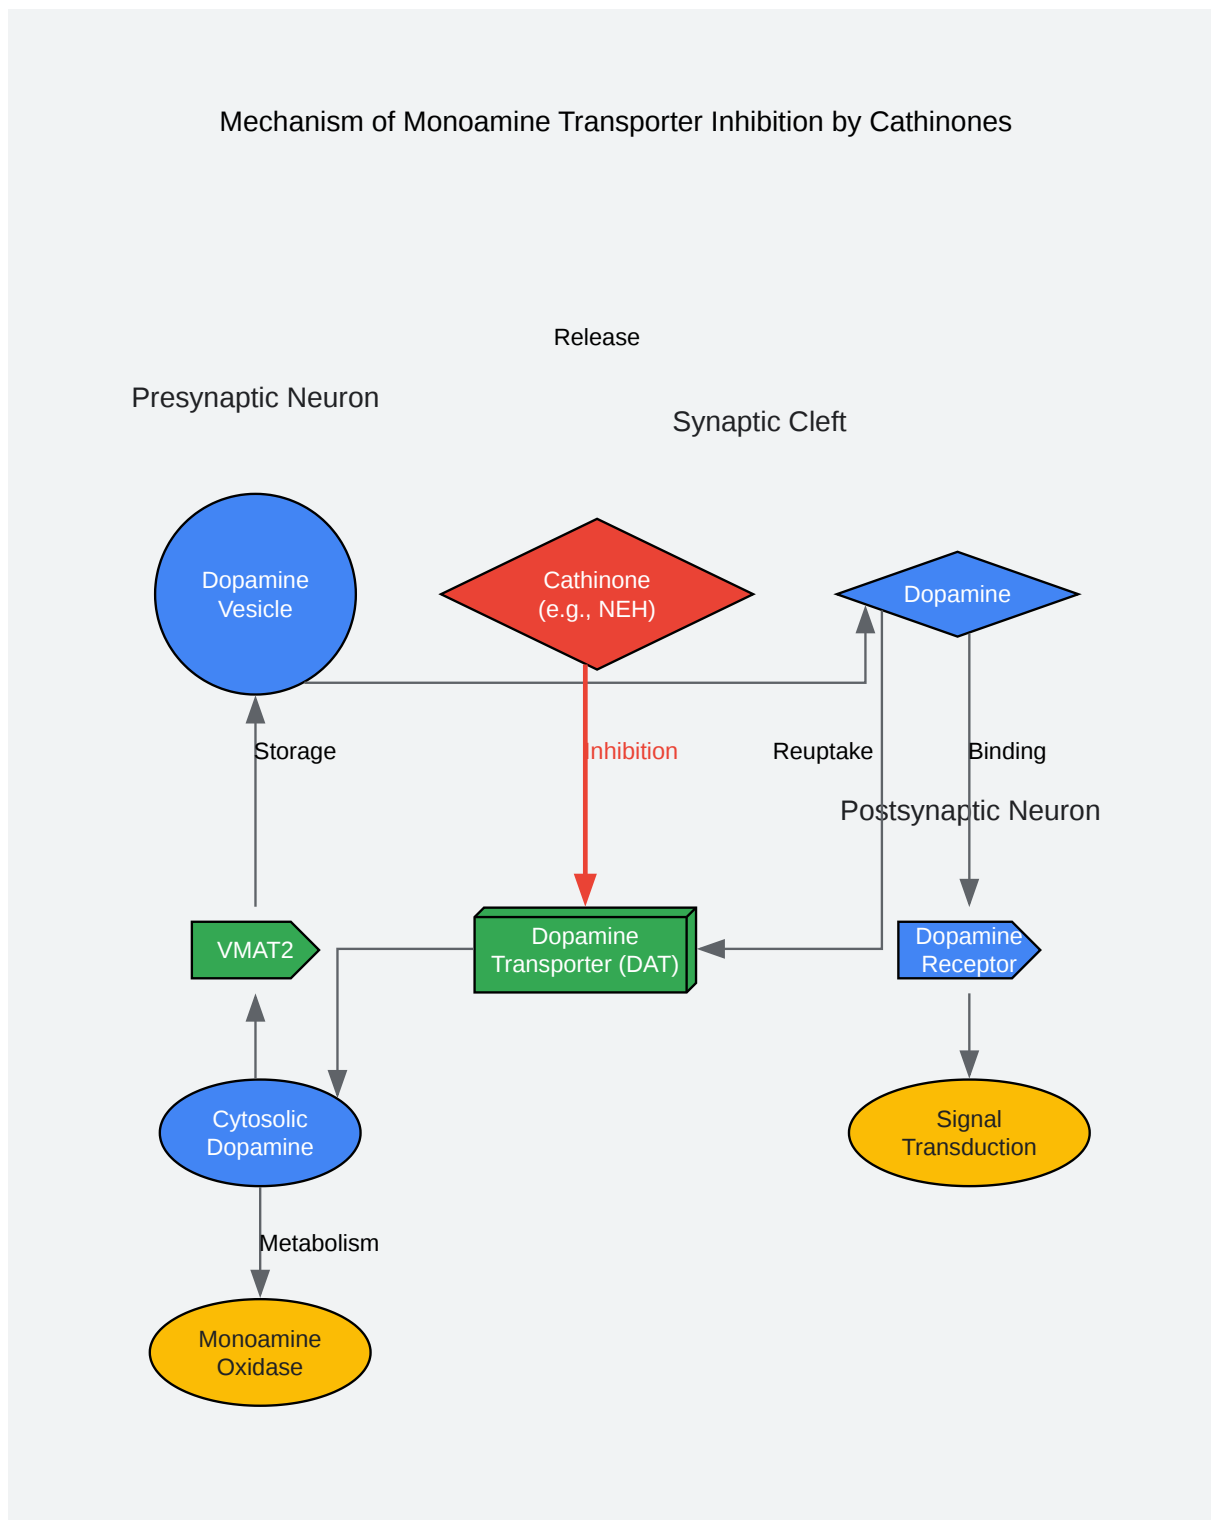 Mechanism of Monoamine Transporter Inhibition by Cathinones
Release
Presynaptic Neuron
Synaptic Cleft
Dopamine
Vesicle
Cathinone
(e.g., NEH)
Dopamine
Storage
Inhibition
Reuptake
Binding
Postsynaptic Neuron
VMAT2
Dopamine
Transporter (DAT)
Dopamine
Receptor
Cytosolic
Dopamine
Signal
Transduction
Metabolism
Monoamine
Oxidase